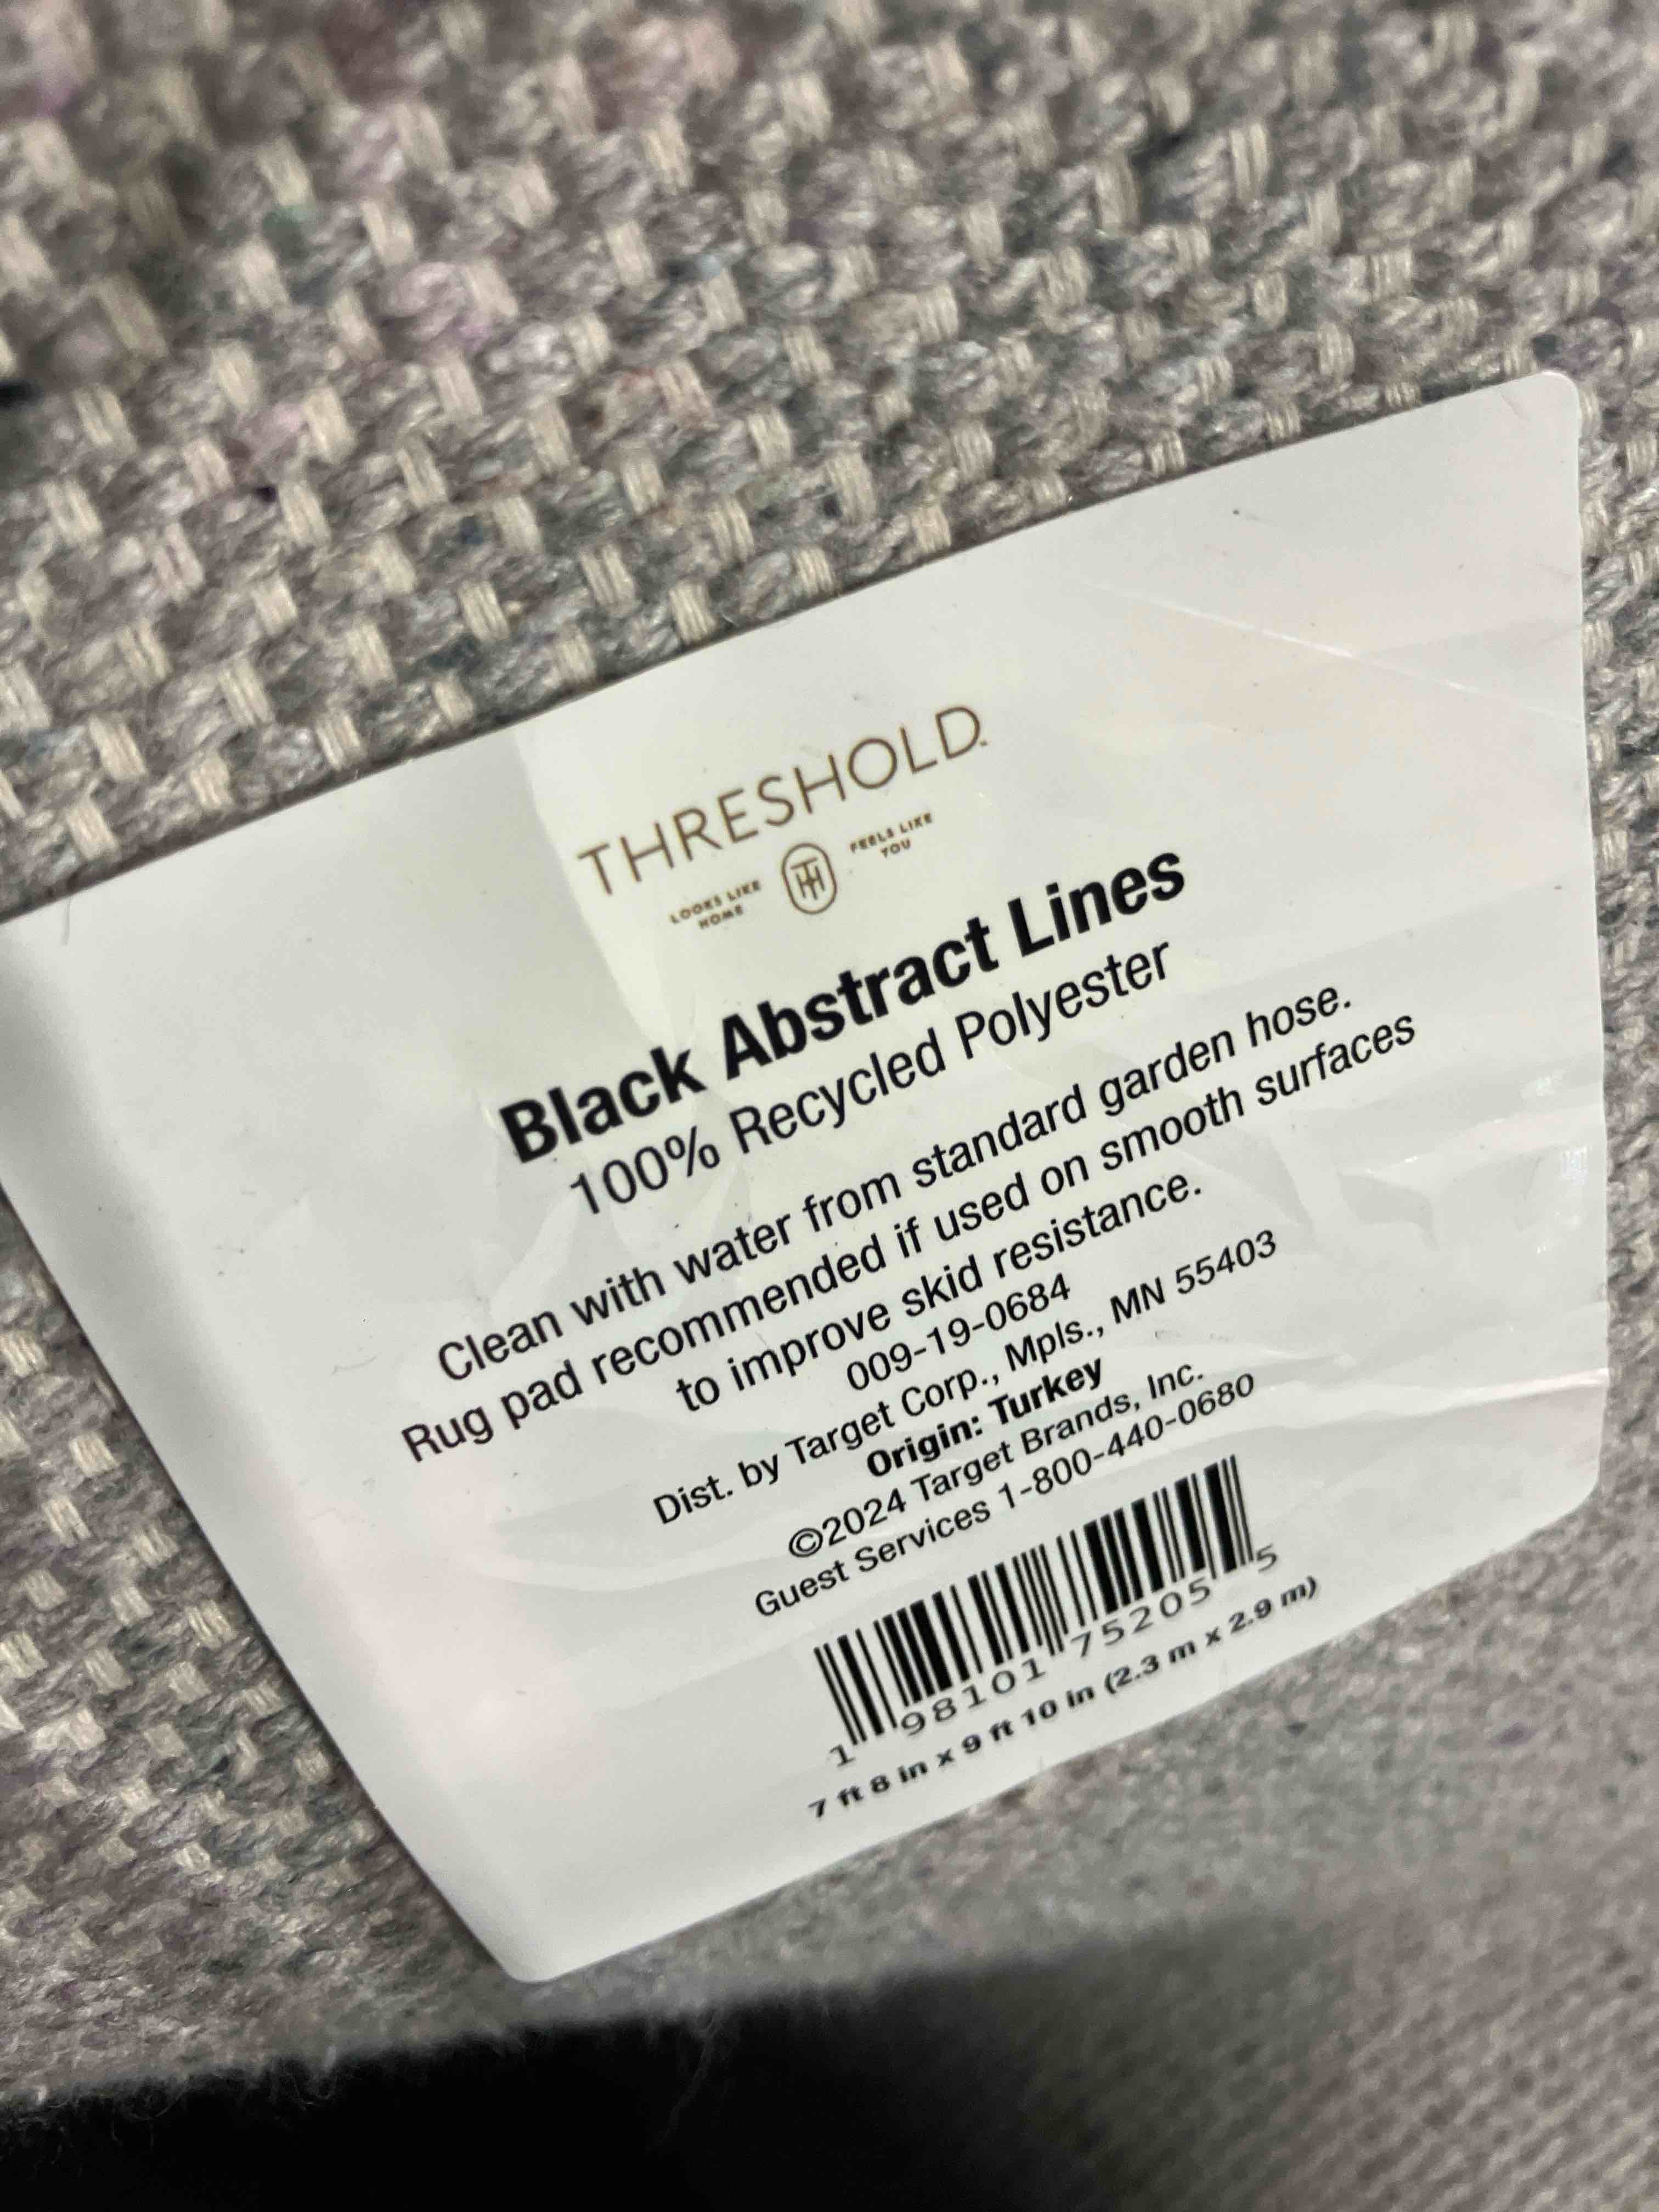 THRESHOLD™
LOOKS LIKE HOME
TH
FEELS LIKE YOU
Black Abstract Lines
100% Recycled Polyester
Clean with water from standard garden hose.
Rug pad recommended if used on smooth surfaces
to improve skid resistance.
009-19-0684
Dist. by Target Corp., Mpls., MN 55403
Origin: Turkey
©2024 Target Brands, Inc.
Guest Services 1-800-440-0680
1 98101 75205 5
7 ft 8 in x 9 ft 10 in (2.3 m x 2.9 m)